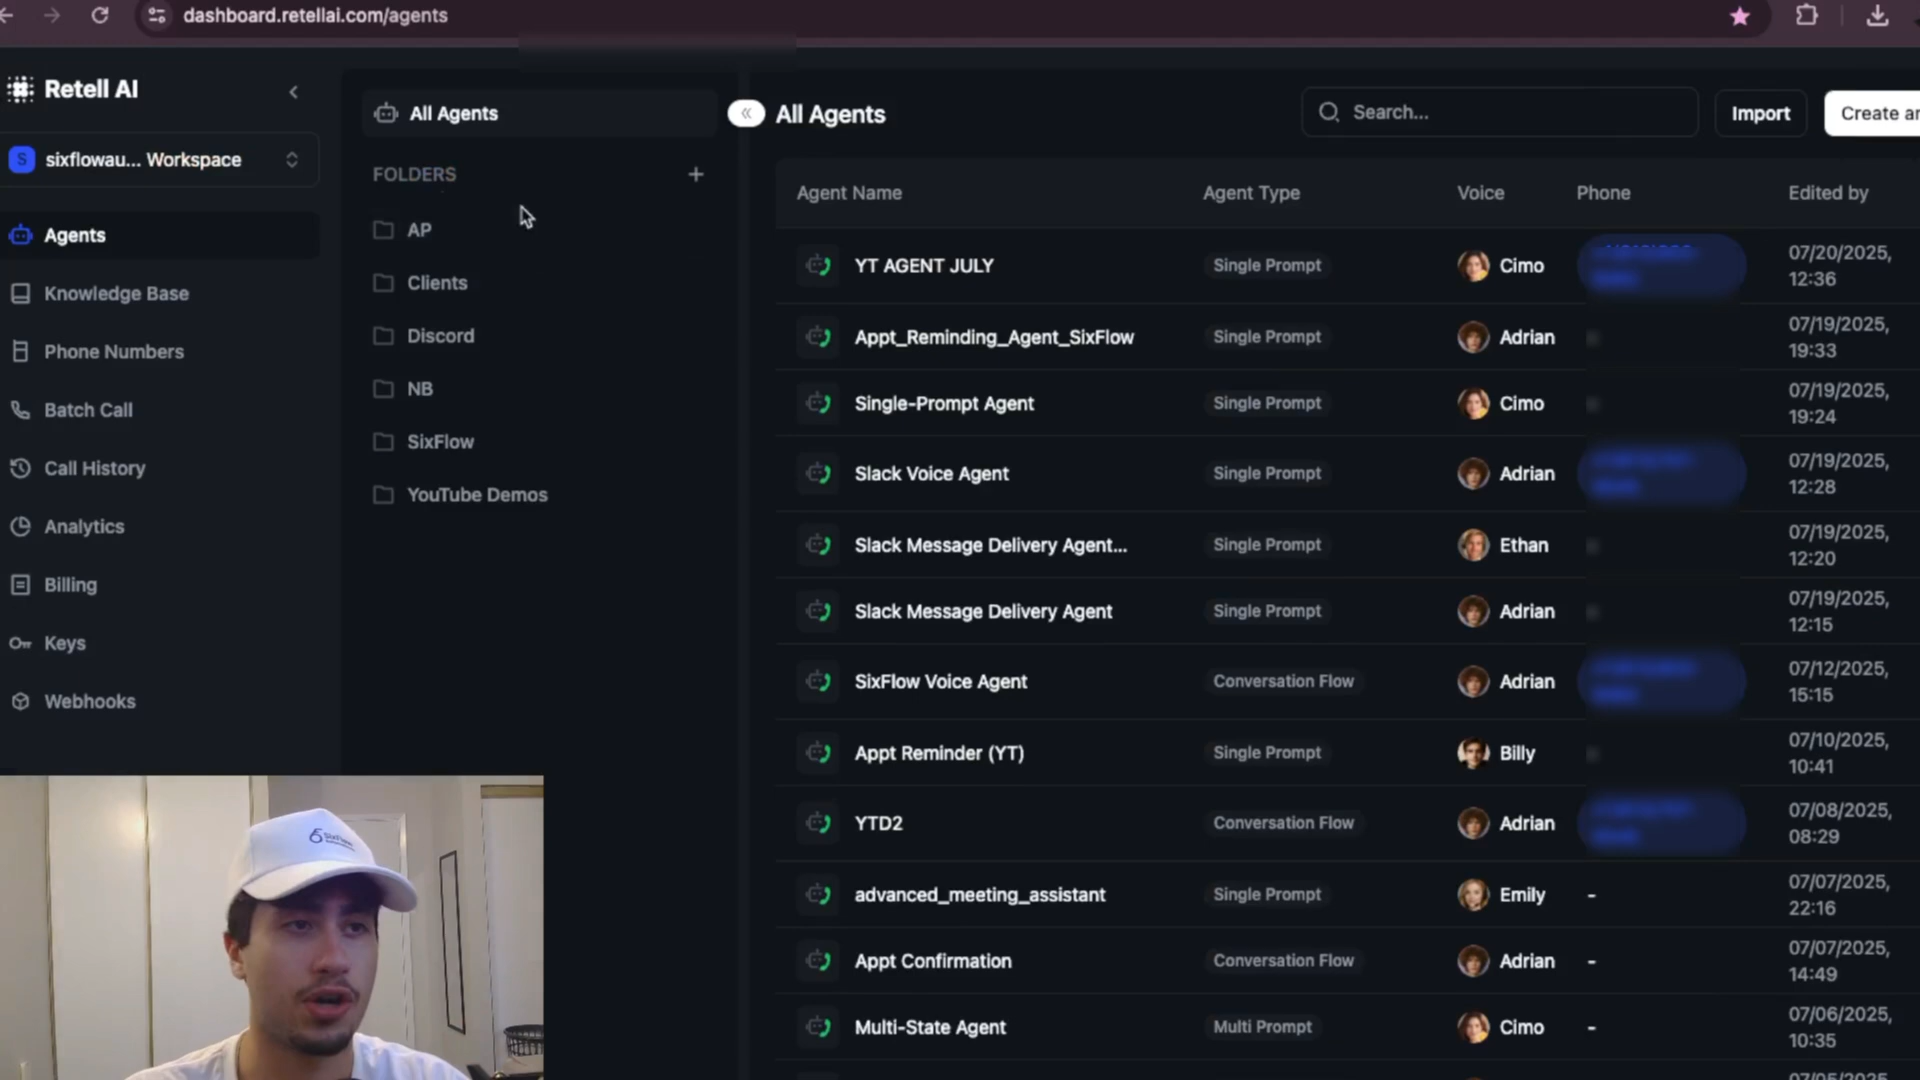 dashboard.retellai.com/agents
Retell AI
S
sixflowau... Workspace
Agents
Knowledge Base
Phone Numbers
Batch Call
Call History
Analytics
Billing
Keys
Webhooks
All Agents
FOLDERS
AP
Clients
Discord
NB
SixFlow
YouTube Demos
All Agents
Search...
Import
Create an
Agent Name Agent Type Voice Phone Edited by
YT AGENT JULY Single Prompt Cimo 07/20/2025,
12:36
Appt_Reminding_Agent_SixFlow Single Prompt Adrian 07/19/2025,
19:33
Single-Prompt Agent Single Prompt Cimo 07/19/2025,
19:24
Slack Voice Agent Single Prompt Adrian 07/19/2025,
12:28
Slack Message Delivery Agent... Single Prompt Ethan 07/19/2025,
12:20
Slack Message Delivery Agent Single Prompt Adrian 07/19/2025,
12:15
SixFlow Voice Agent Conversation Flow Adrian 07/12/2025,
15:15
Appt Reminder (YT) Single Prompt Billy 07/10/2025,
10:41
YTD2 Conversation Flow Adrian 07/08/2025,
08:29
advanced_meeting_assistant Single Prompt Emily - 07/07/2025,
22:16
Appt Confirmation Conversation Flow Adrian - 07/07/2025,
14:49
Multi-State Agent Multi Prompt Cimo - 07/06/2025,
10:35
SixFlow